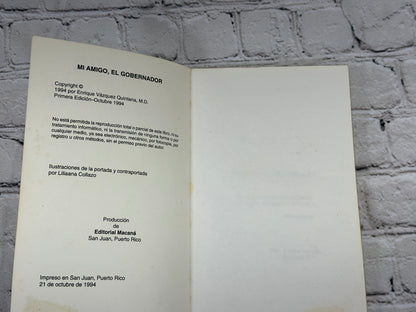 MI AMIGO, EL GOBERNADOR
Copyright ©
1994 por Enrique Vázquez Quintana, M.D.
Primera Edición-Octubre 1994
No está permitida la reproducción total o parcial de este libro, ni su
tratamiento informático, ni la transmisión de ninguna forma o por
cualquier medio, ya sea electrónico, mecánico, por fotocopia, por
registro u otros métodos, sin el permiso previo del autor.
Ilustraciones de la portada y contraportada
por Liliaana Collazo
Producción
de
Editorial Macaná
San Juan, Puerto Rico
Impreso en San Juan, Puerto Rico
21 de octubre de 1994